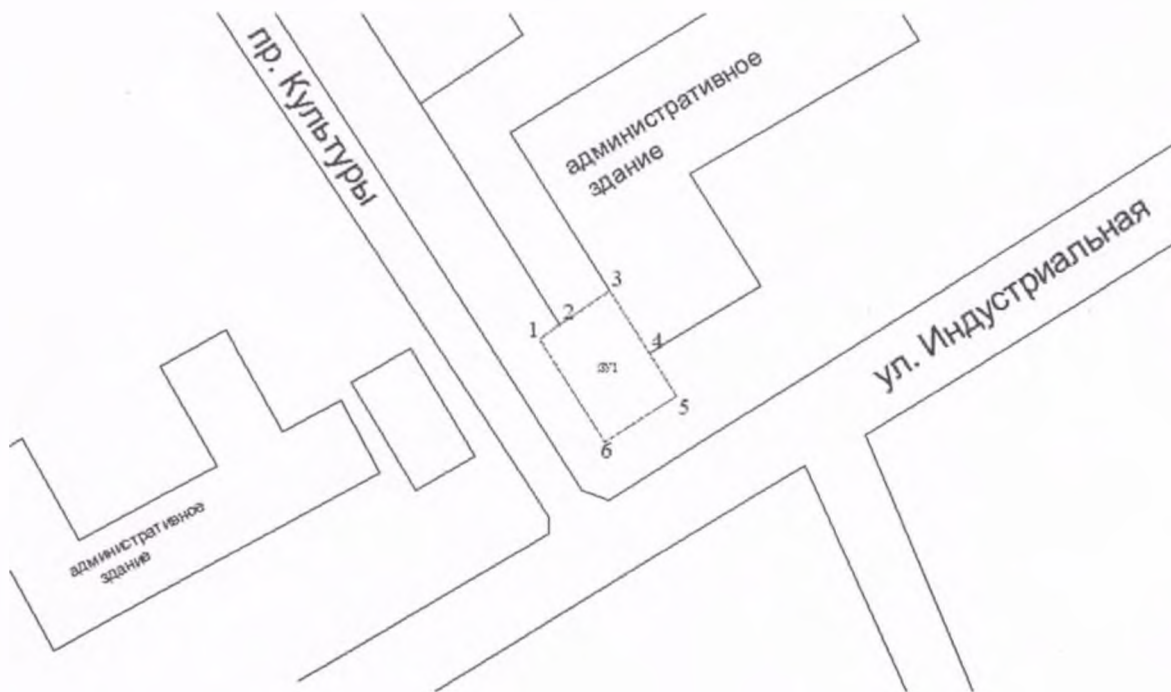 пр. Культуры
административное
здание
ул. Индустриальная
1
2
3
4
5
6
административное
здание